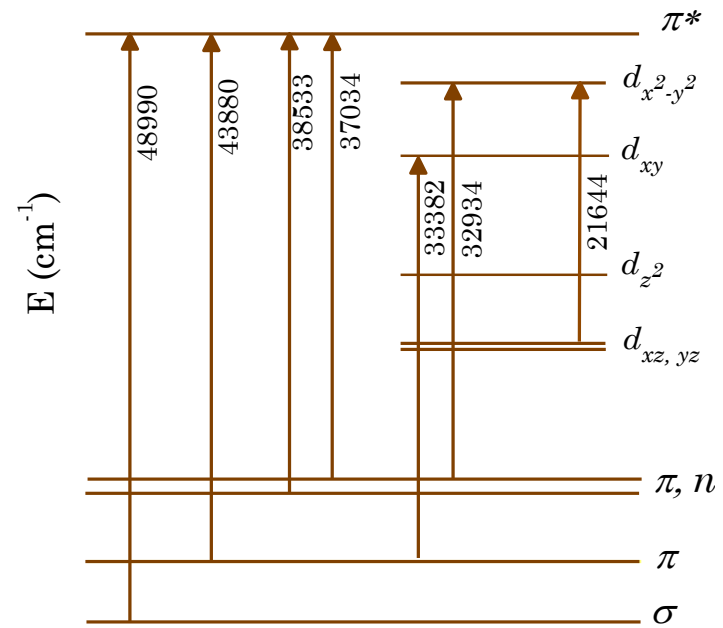 π*
d_{x²-y²}
48990
43880
38533
37034
d_{xy}
33382
32934
21644
E (cm⁻¹)
d_{z²}
d_{xz, yz}
π, n
π
σ